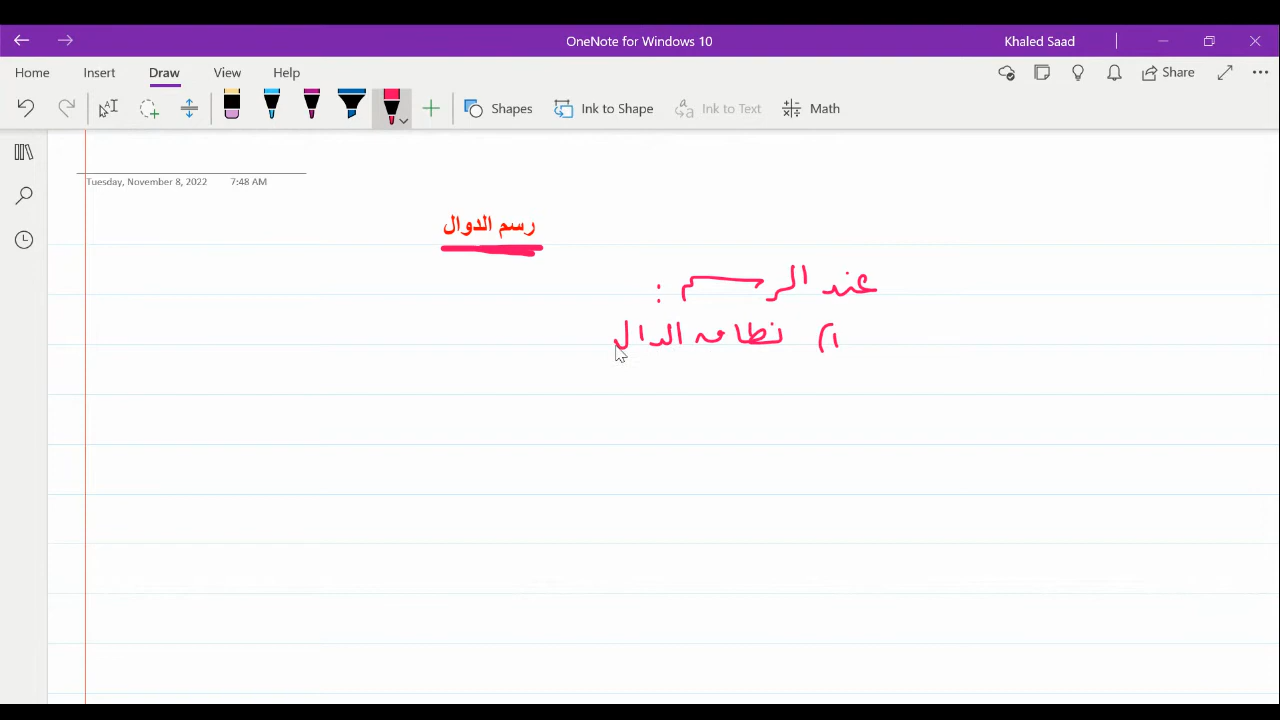 OneNote for Windows 10
Khaled Saad
Home Insert Draw View Help
Share
Shapes Ink to Shape Ink to Text Math
Tuesday, November 8, 2022 7:48 AM
رسم الدوال
عند الرسم :
١) نطاق الدال